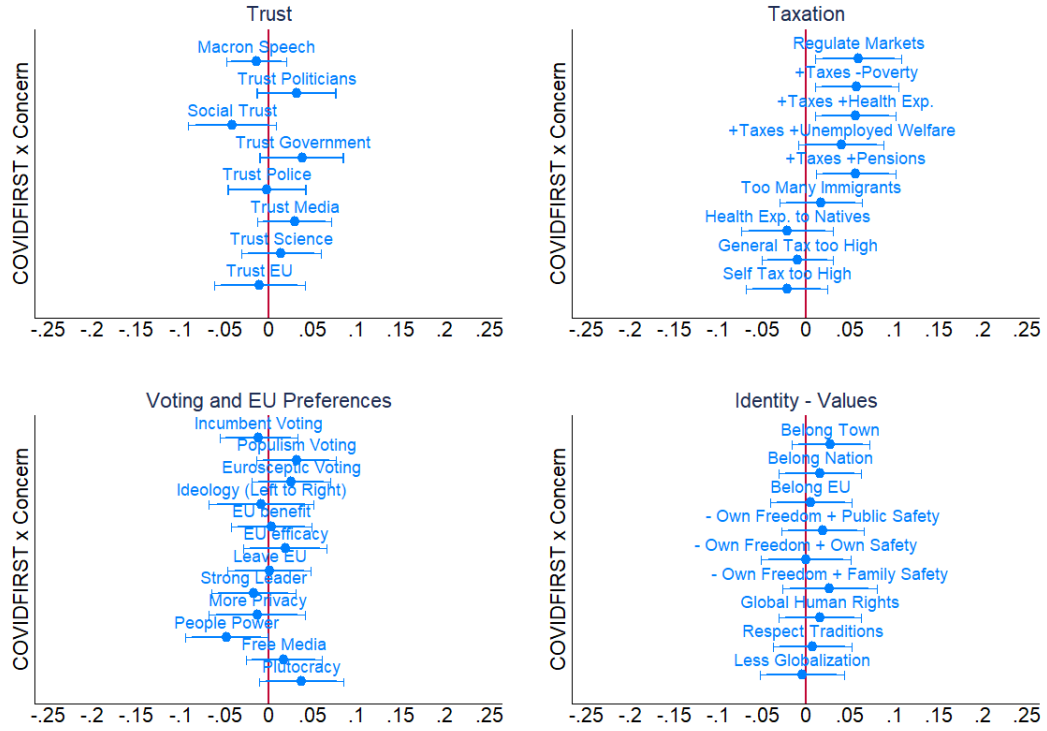 Trust
COVIDFIRST x Concern
Macron Speech
Trust Politicians
Social Trust
Trust Government
Trust Police
Trust Media
Trust Science
Trust EU
-.25 -.2 -.15 -.1 -.05 0 .05 .1 .15 .2 .25
Taxation
COVIDFIRST x Concern
Regulate Markets
+Taxes -Poverty
+Taxes +Health Exp.
+Taxes +Unemployed Welfare
+Taxes +Pensions
Too Many Immigrants
Health Exp. to Natives
General Tax too High
Self Tax too High
-.25 -.2 -.15 -.1 -.05 0 .05 .1 .15 .2 .25
Voting and EU Preferences
COVIDFIRST x Concern
Incumbent Voting
Populism Voting
Eurosceptic Voting
Ideology (Left to Right)
EU benefit
EU efficacy
Leave EU
Strong Leader
More Privacy
People Power
Free Media
Plutocracy
-.25 -.2 -.15 -.1 -.05 0 .05 .1 .15 .2 .25
Identity - Values
COVIDFIRST x Concern
Belong Town
Belong Nation
Belong EU
- Own Freedom + Public Safety
- Own Freedom + Own Safety
- Own Freedom + Family Safety
Global Human Rights
Respect Traditions
Less Globalization
-.25 -.2 -.15 -.1 -.05 0 .05 .1 .15 .2 .25